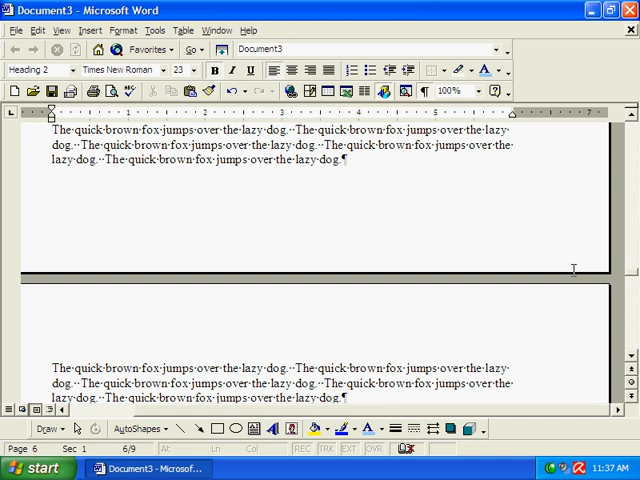 Document3 - Microsoft Word
File Edit View Insert Format Tools Table Window Help
Favorites Go Document3
Heading 2 Times New Roman 23 B I U A
100%
1 2 3 4 5 7
The·quick·brown·fox·jumps·over·the·lazy·dog.··The·quick·brown·fox·jumps·over·the·lazy·
dog.··The·quick·brown·fox·jumps·over·the·lazy·dog.··The·quick·brown·fox·jumps·over·the·
lazy·dog.··The·quick·brown·fox·jumps·over·the·lazy·dog.¶
The·quick·brown·fox·jumps·over·the·lazy·dog.··The·quick·brown·fox·jumps·over·the·lazy·
dog.··The·quick·brown·fox·jumps·over·the·lazy·dog.··The·quick·brown·fox·jumps·over·the·
lazy·dog.··The·quick·brown·fox·jumps·over·the·lazy·dog.¶
Draw AutoShapes A A
Page 6 Sec 1 6/9 At Ln Col REC TRK EXT OVR
start Document3 - Microsof... 11:37 AM